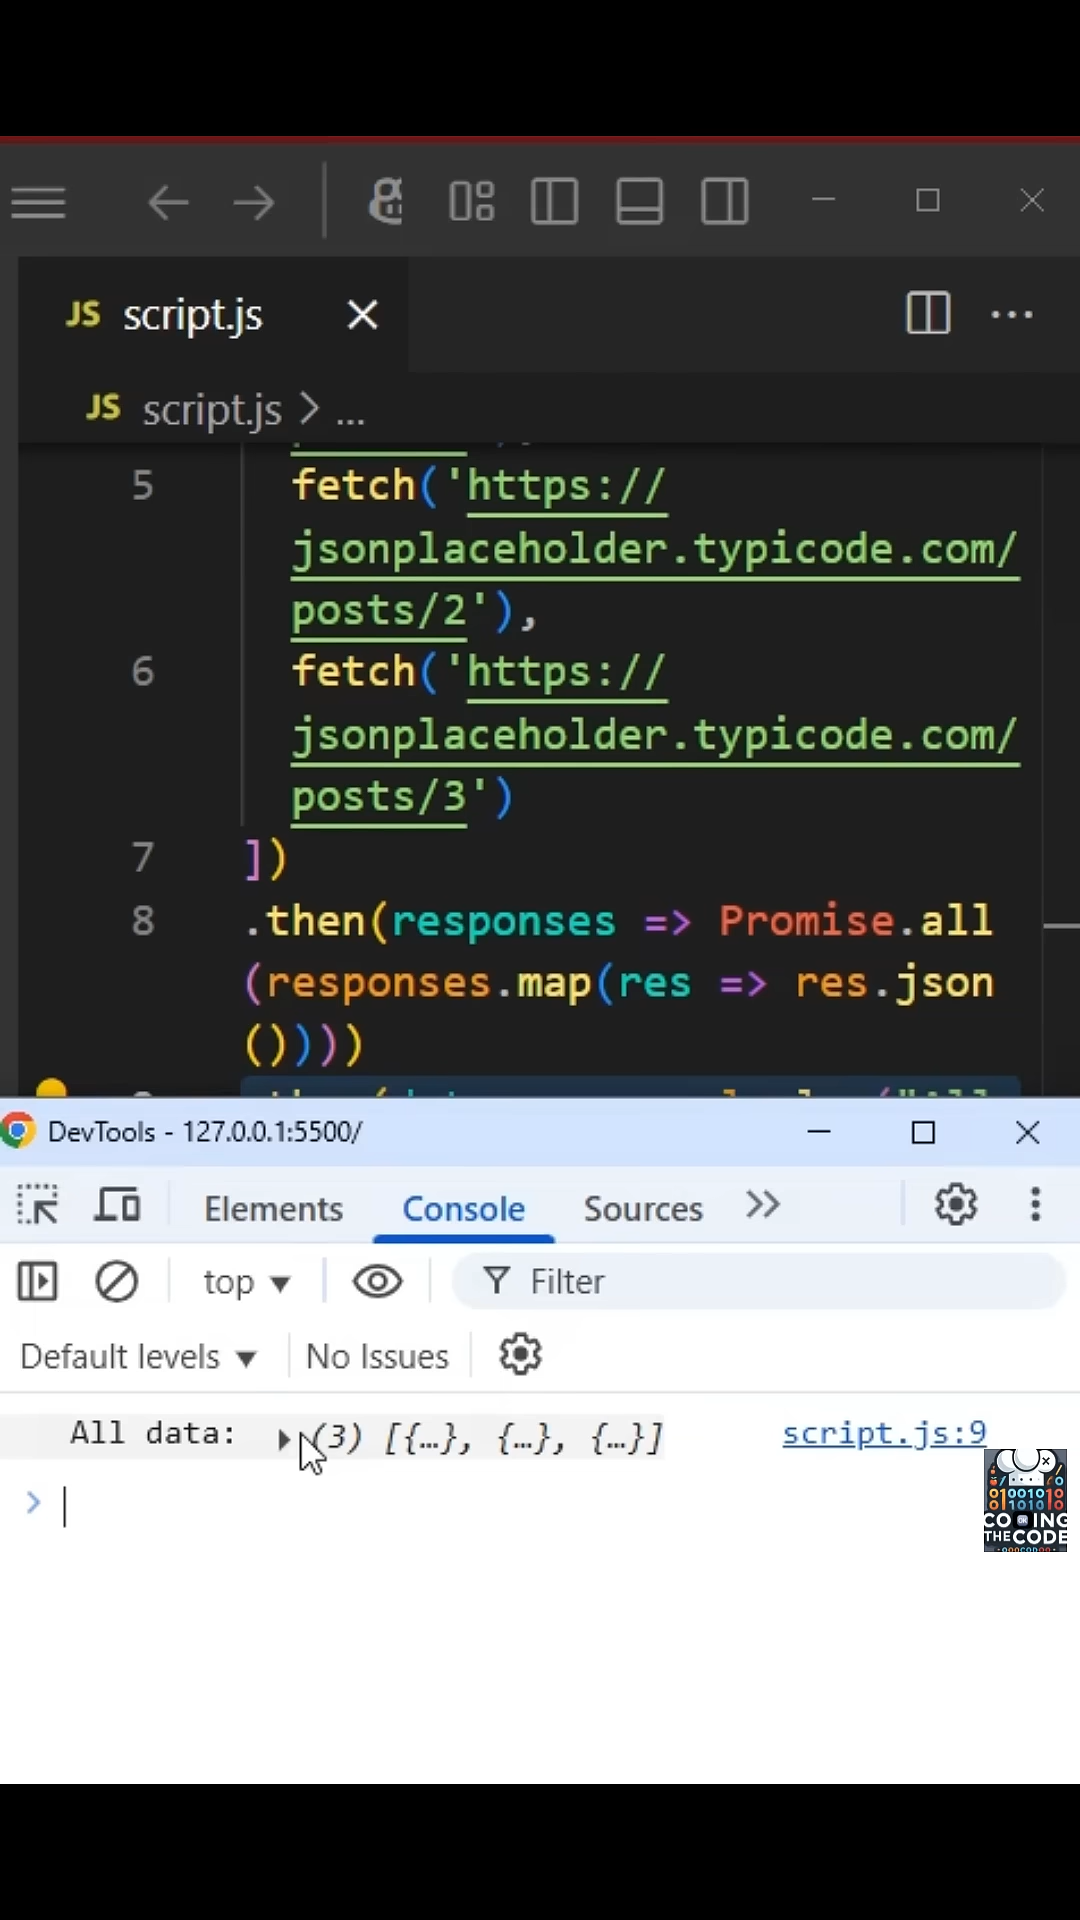 JS script.js
JS script.js > ...
5 fetch('https://
jsonplaceholder.typicode.com/
posts/2'),
6 fetch('https://
jsonplaceholder.typicode.com/
posts/3')
7 ])
8 .then(responses => Promise.all
(responses.map(res => res.json
())))
DevTools - 127.0.0.1:5500/
Elements Console Sources
top Filter
Default levels No Issues
All data: (3) [{…}, {…}, {…}] script.js:9
>
THE CODE